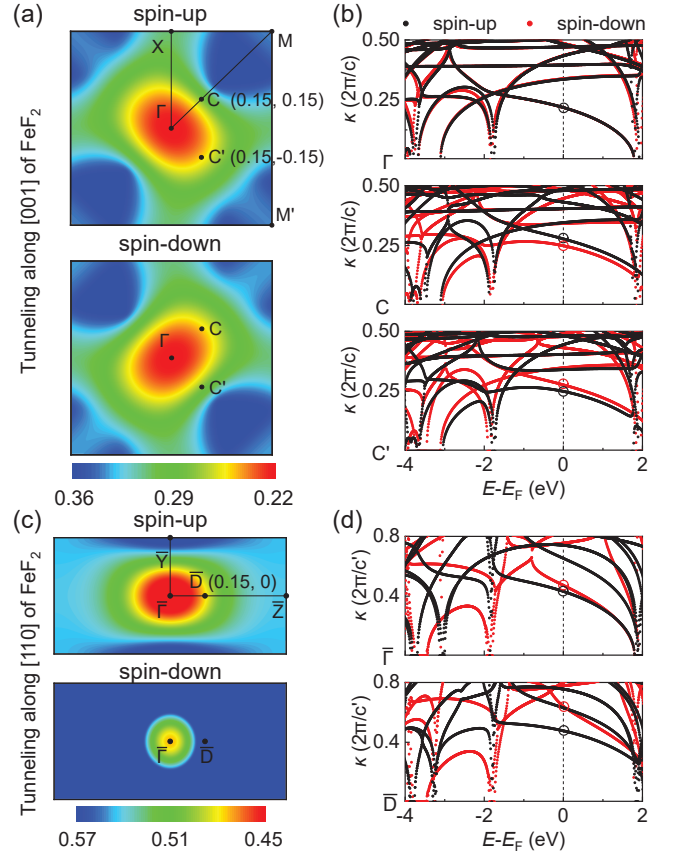 (a)
spin-up
X
M
Γ
C (0.15, 0.15)
C' (0.15,-0.15)
M'
spin-down
Γ
C
C'
Tunneling along [001] of FeF2
0.36 0.29 0.22
(b)
spin-up spin-down
0.50
0.25
κ (2π/c)
Γ
0.50
0.25
κ (2π/c)
C
0.50
0.25
κ (2π/c)
C'
-4 -2 0 2
E-EF (eV)
(c)
spin-up
Y̅
D̅ (0.15, 0)
Γ̅
Z̅
spin-down
Γ̅
D̅
Tunneling along [110] of FeF2
0.57 0.51 0.45
(d)
0.8
0.4
κ (2π/c')
Γ̅
0.8
0.4
κ (2π/c')
D̅
-4 -2 0 2
E-EF (eV)